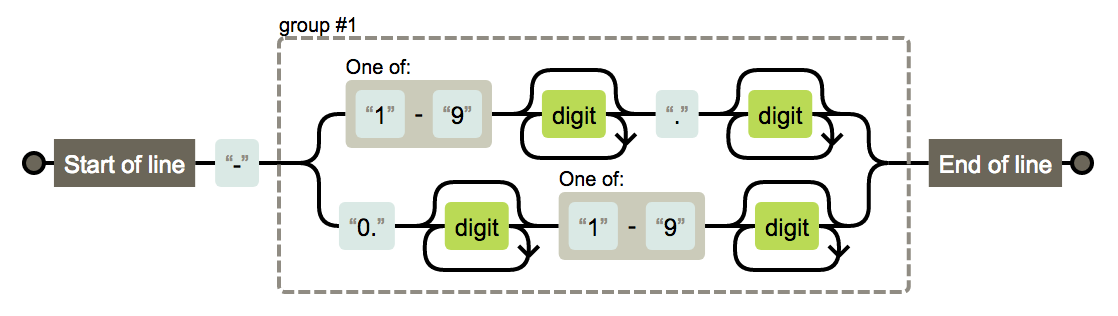 group #1
One of:
“1” - “9” digit “.” digit
Start of line “-” End of line
One of:
“0.” digit “1” - “9” digit